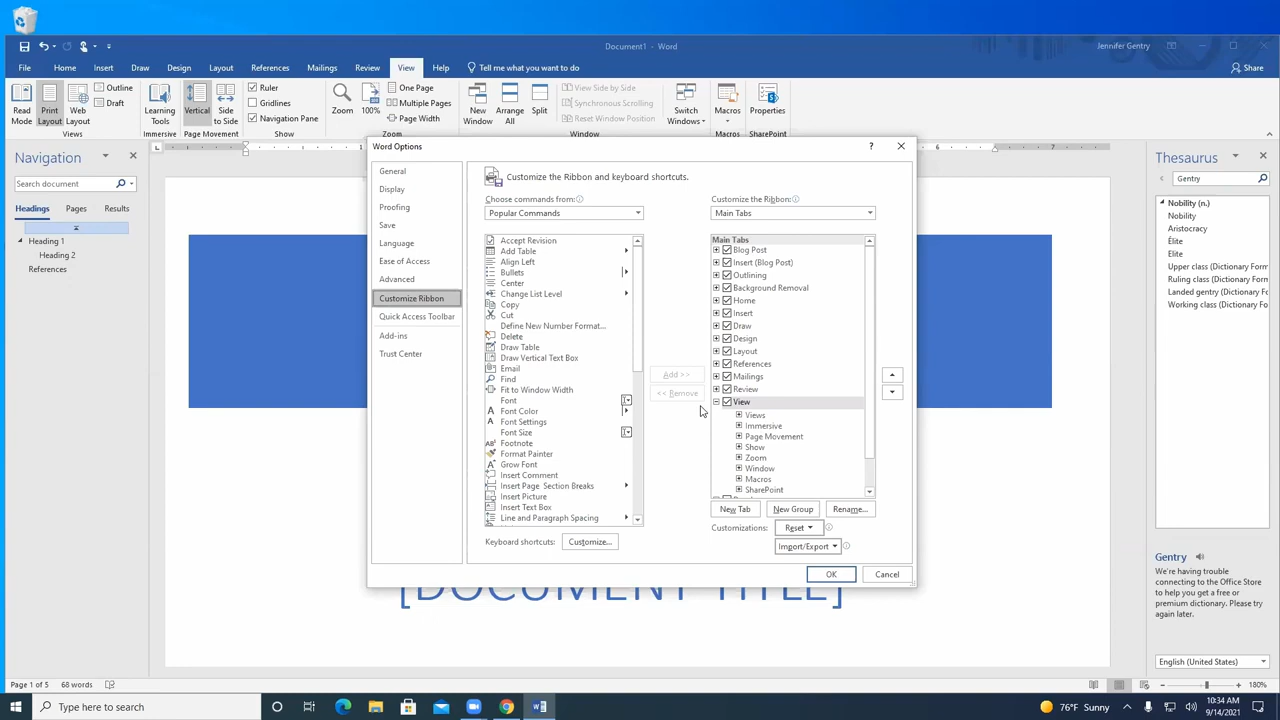 Document1 - Word
Jennifer Gentry
File Home Insert Draw Design Layout References Mailings Review View Help Tell me what you want to do Share
Read Mode
Print Layout
Web Layout
Outline
Draft
Views
Learning Tools
Immersive
Vertical
Side to Side
Page Movement
Ruler
Gridlines
Navigation Pane
Show
Zoom
100%
One Page
Multiple Pages
Page Width
Zoom
New Window
Arrange All
Split
View Side by Side
Synchronous Scrolling
Reset Window Position
Window
Switch Windows
Macros
Macros
Properties
SharePoint
Navigation
Search document
Headings Pages Results
Heading 1
Heading 2
References
Word Options
General
Display
Proofing
Save
Language
Ease of Access
Advanced
Customize Ribbon
Quick Access Toolbar
Add-ins
Trust Center
Customize the Ribbon and keyboard shortcuts.
Choose commands from:
Popular Commands
Accept Revision
Add Table
Align Left
Bullets
Center
Change List Level
Copy
Cut
Define New Number Format...
Delete
Draw Table
Draw Vertical Text Box
Email
Find
Fit to Window Width
Font
Font Color
Font Settings
Font Size
Footnote
Format Painter
Grow Font
Insert Comment
Insert Page Section Breaks
Insert Picture
Insert Text Box
Line and Paragraph Spacing
Keyboard shortcuts: Customize...
Add >>
<< Remove
Customize the Ribbon:
Main Tabs
Main Tabs
Blog Post
Insert (Blog Post)
Outlining
Background Removal
Home
Insert
Draw
Design
Layout
References
Mailings
Review
View
Views
Immersive
Page Movement
Show
Zoom
Window
Macros
SharePoint
New Tab New Group Rename...
Customizations: Reset
Import/Export
OK Cancel
[DOCUMENT TITLE]
Thesaurus
Gentry
Nobility (n.)
Nobility
Aristocracy
Élite
Elite
Upper class (Dictionary Form
Ruling class (Dictionary Form
Landed gentry (Dictionary
Working class (Dictionary For
Gentry
We're having trouble
connecting to the Office Store
to help you get a free or
premium dictionary. Please try
again later.
English (United States)
Page 1 of 5 68 words
180%
Type here to search
76°F Sunny
10:34 AM
9/14/2021